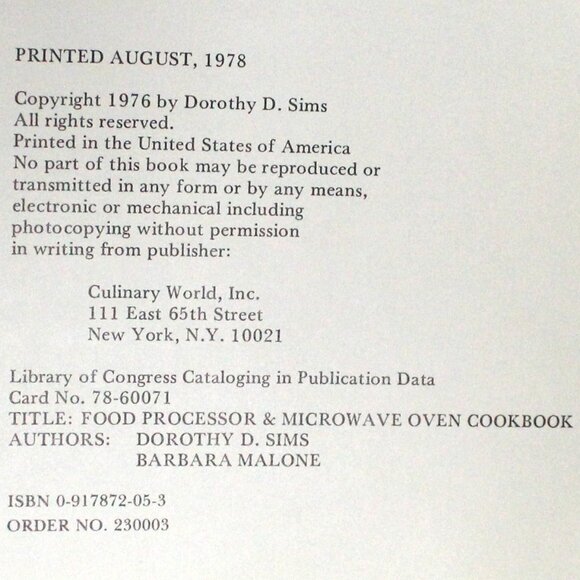 PRINTED AUGUST, 1978
Copyright 1976 by Dorothy D. Sims
All rights reserved.
Printed in the United States of America
No part of this book may be reproduced or
transmitted in any form or by any means,
electronic or mechanical including
photocopying without permission
in writing from publisher:
Culinary World, Inc.
111 East 65th Street
New York, N.Y. 10021
Library of Congress Cataloging in Publication Data
Card No. 78-60071
TITLE: FOOD PROCESSOR & MICROWAVE OVEN COOKBOOK
AUTHORS: DOROTHY D. SIMS
BARBARA MALONE
ISBN 0-917872-05-3
ORDER NO. 230003